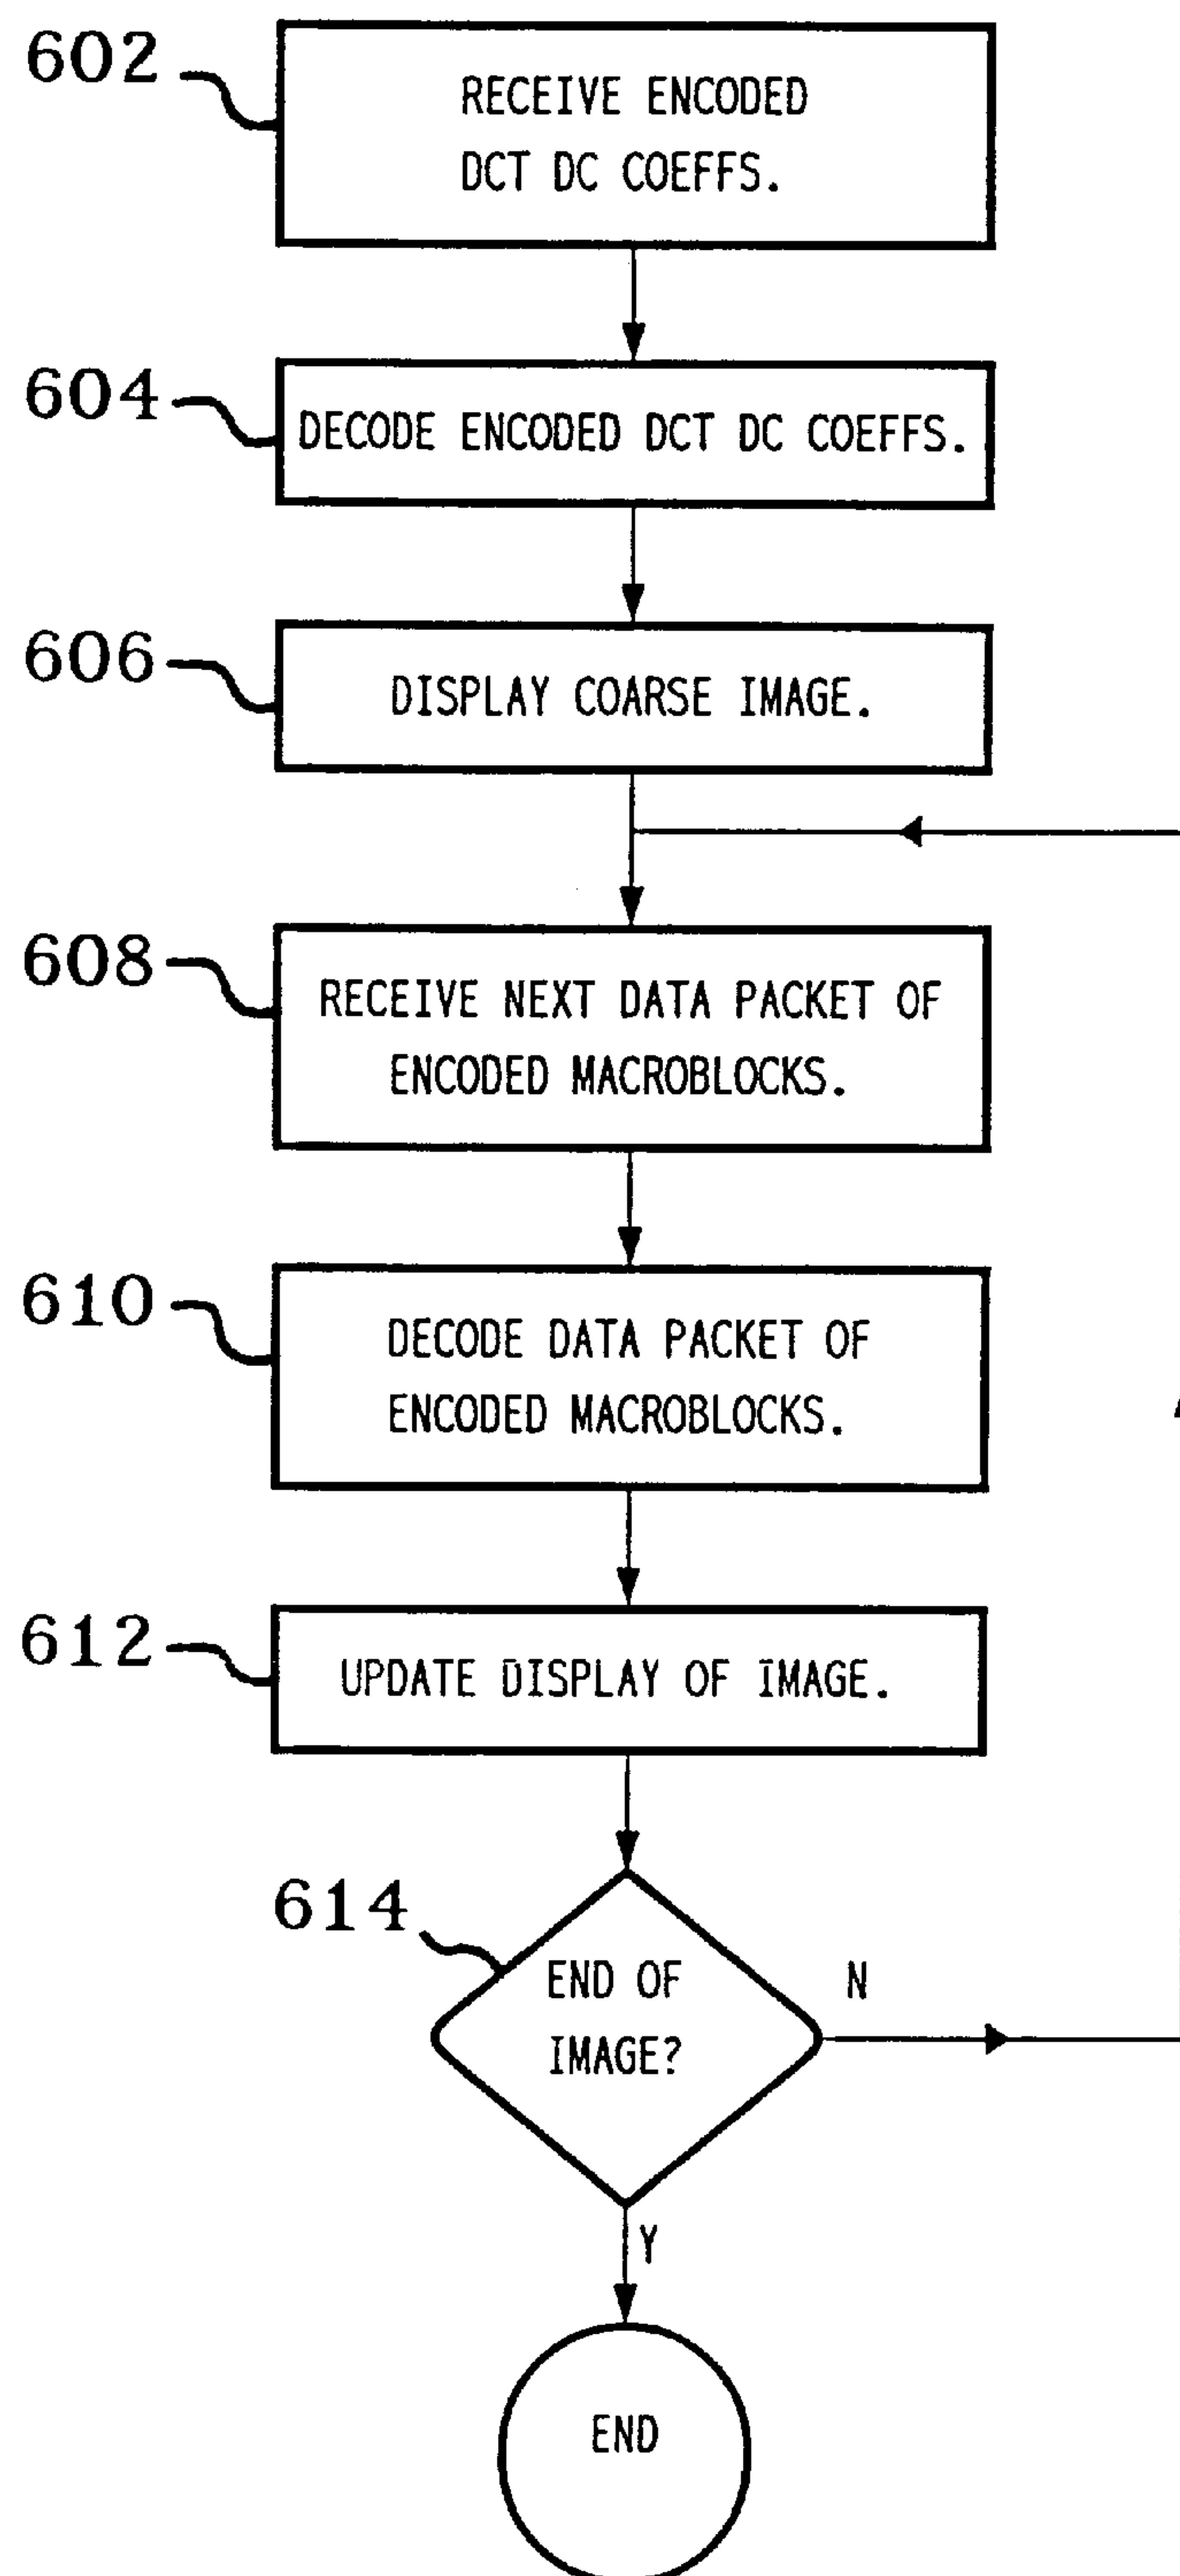 602
RECEIVE ENCODED
DCT DC COEFFS.
604
DECODE ENCODED DCT DC COEFFS.
606
DISPLAY COARSE IMAGE.
608
RECEIVE NEXT DATA PACKET OF
ENCODED MACROBLOCKS.
610
DECODE DATA PACKET OF
ENCODED MACROBLOCKS.
612
UPDATE DISPLAY OF IMAGE.
614
END OF
IMAGE?
N
Y
END